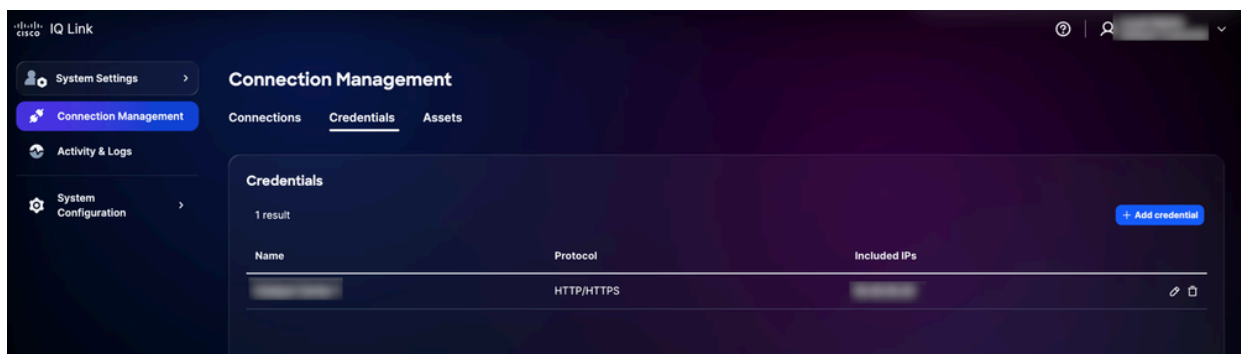 cisco IQ Link
System Settings
Connection Management
Activity & Logs
System
Configuration
Connection Management
Connections Credentials Assets
Credentials
1 result
+ Add credential
Name Protocol Included IPs
HTTP/HTTPS